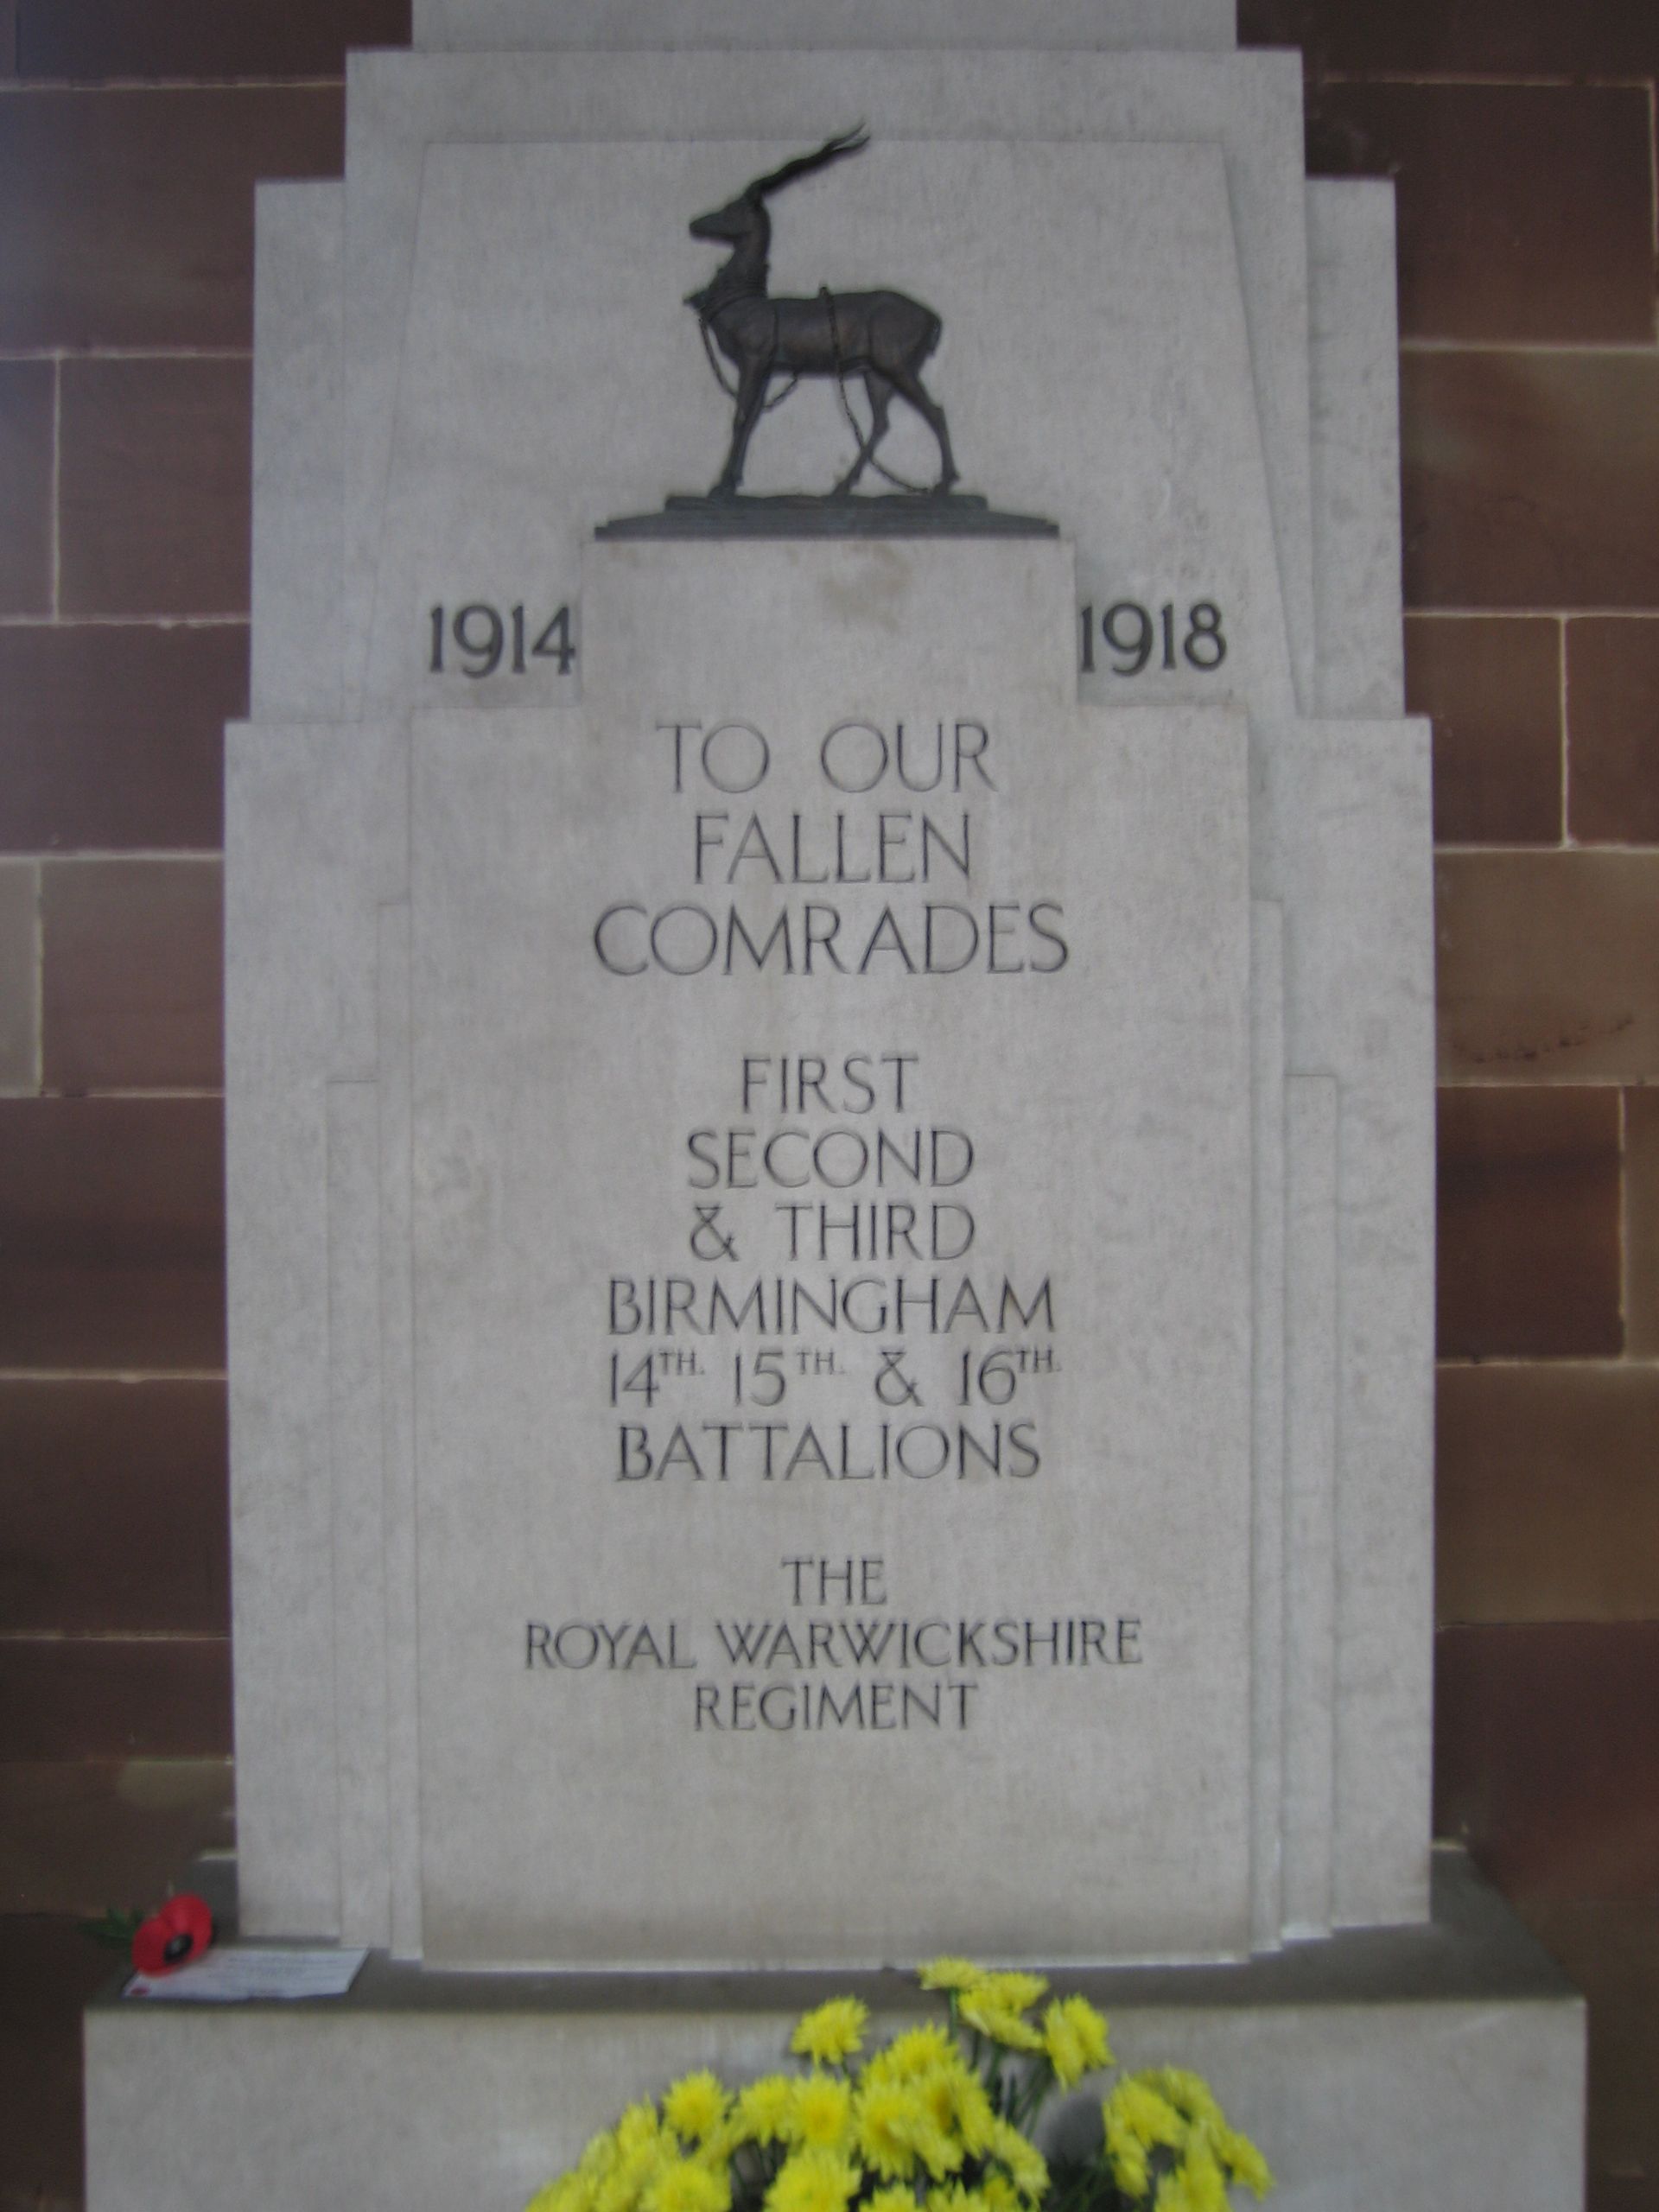 1914 1918
TO OUR
FALLEN
COMRADES
FIRST
SECOND
& THIRD
BIRMINGHAM
14TH. 15TH. & 16TH.
BATTALIONS
THE
ROYAL WARWICKSHIRE
REGIMENT